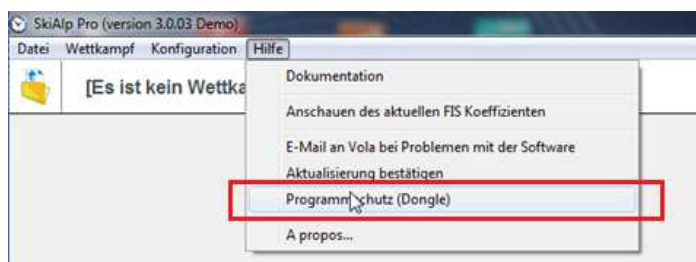 SkiAlp Pro (version 3.0.03 Demo)
Datei Wettkampf Konfiguration Hilfe
[Es ist kein Wettka
Dokumentation
Anschauen des aktuellen FIS Koeffizienten
E-Mail an Vola bei Problemen mit der Software
Aktualisierung bestätigen
Programmschutz (Dongle)
A propos...